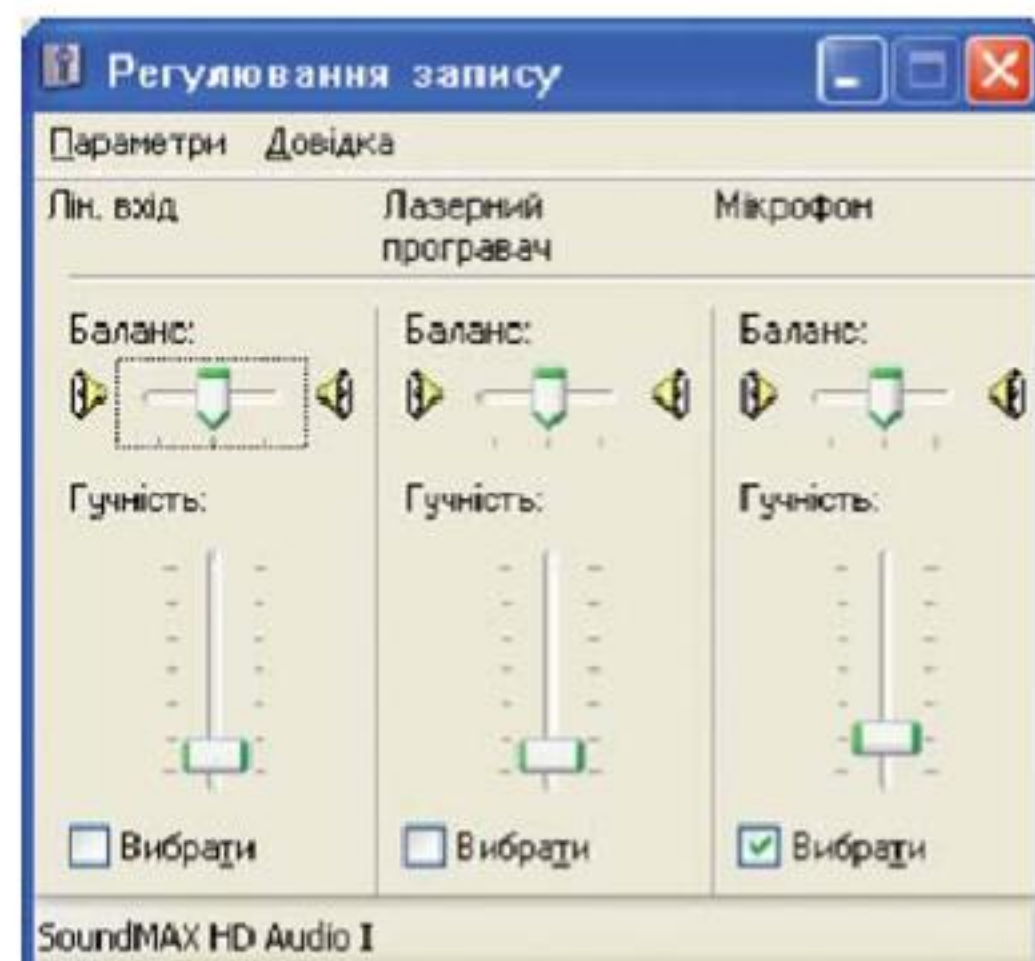 Регулювання запису
Параметри Довідка
Лін. вхід
Лазерний
програвач
Мікрофон
Баланс: Баланс: Баланс:
Гучність: Гучність: Гучність:
Вибрати Вибрати Вибрати
SoundMAX HD Audio I